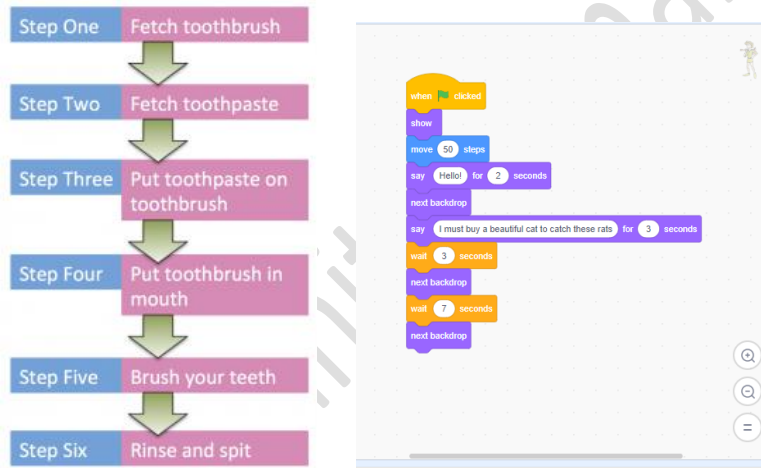 Step One Fetch toothbrush
Step Two Fetch toothpaste
Step Three Put toothpaste on
toothbrush
Step Four Put toothbrush in
mouth
Step Five Brush your teeth
Step Six Rinse and spit
when clicked
show
move 50 steps
say Hello! for 2 seconds
next backdrop
say I must buy a beautiful cat to catch these rats for 3 seconds
wait 3 seconds
next backdrop
wait 7 seconds
next backdrop